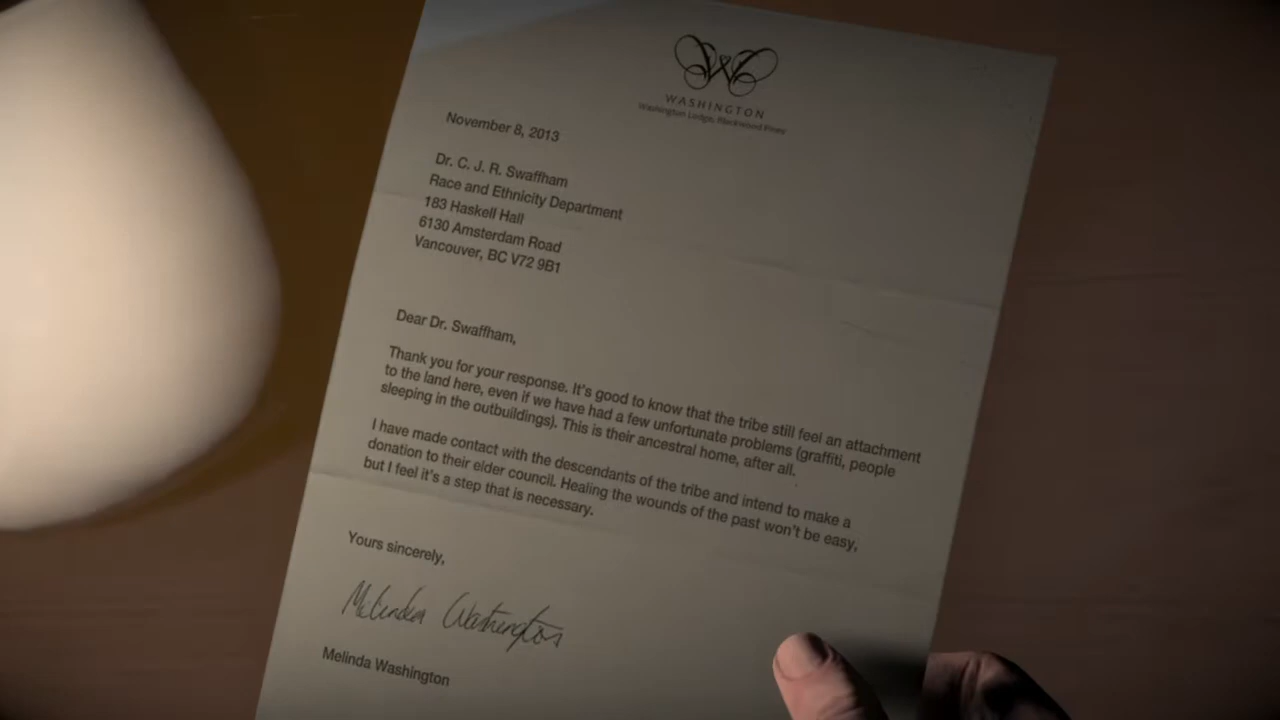 W
WASHINGTON
Washington Lodge, Blackwood Pines
November 8, 2013
Dr. C. J. R. Swaffham
Race and Ethnicity Department
183 Haskell Hall
6130 Amsterdam Road
Vancouver, BC V72 9B1
Dear Dr. Swaffham,
Thank you for your response. It's good to know that the tribe still feel an attachment
to the land here, even if we have had a few unfortunate problems (graffiti, people
sleeping in the outbuildings). This is their ancestral home, after all.
I have made contact with the descendants of the tribe and intend to make a
donation to their elder council. Healing the wounds of the past won't be easy,
but I feel it's a step that is necessary.
Yours sincerely,
Melinda Washington
Melinda Washington